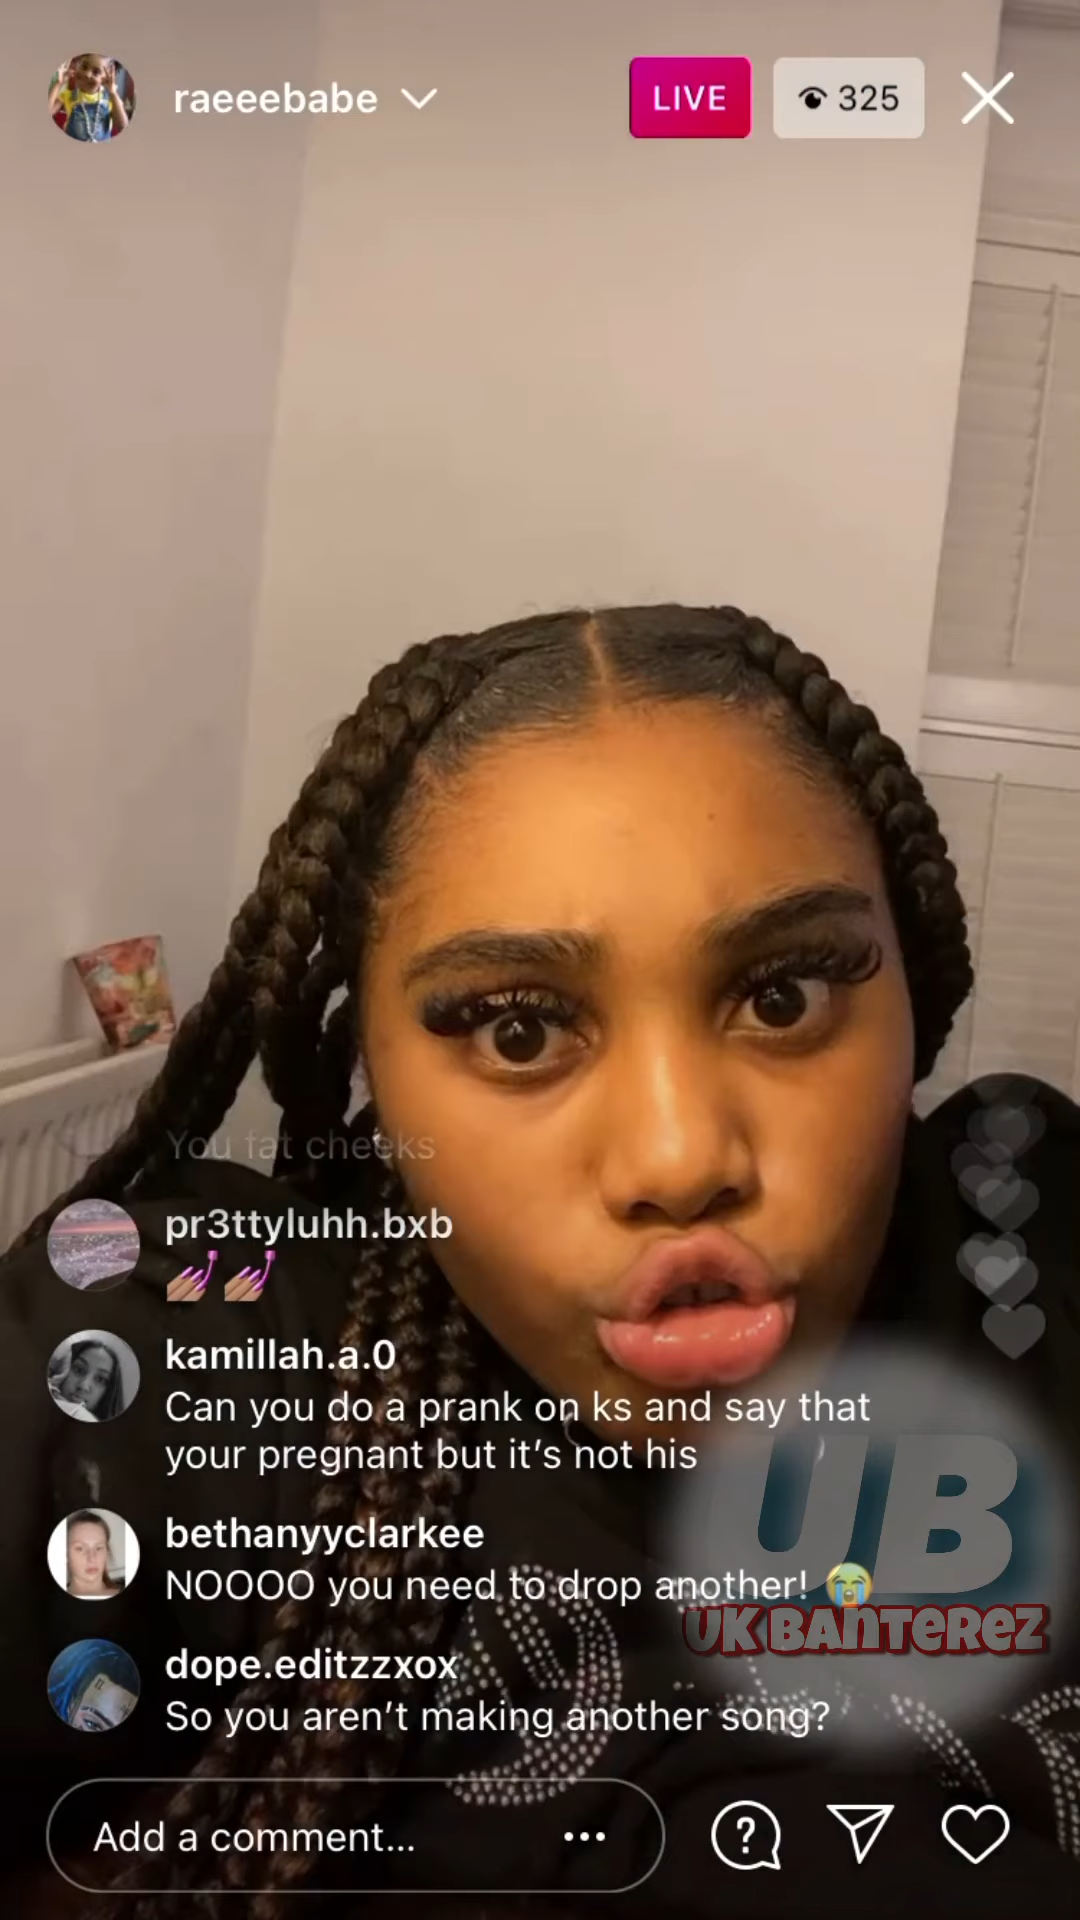 raeeebabe
LIVE
325
You fat cheeks
pr3ttyluhh.bxb
💅🏽 💅🏽
kamillah.a.0
Can you do a prank on ks and say that
your pregnant but it’s not his
bethanyyclarkee
NOOOO you need to drop another! 😭
UB
UK BANTEREZ
dope.editzzxox
So you aren’t making another song?
Add a comment...